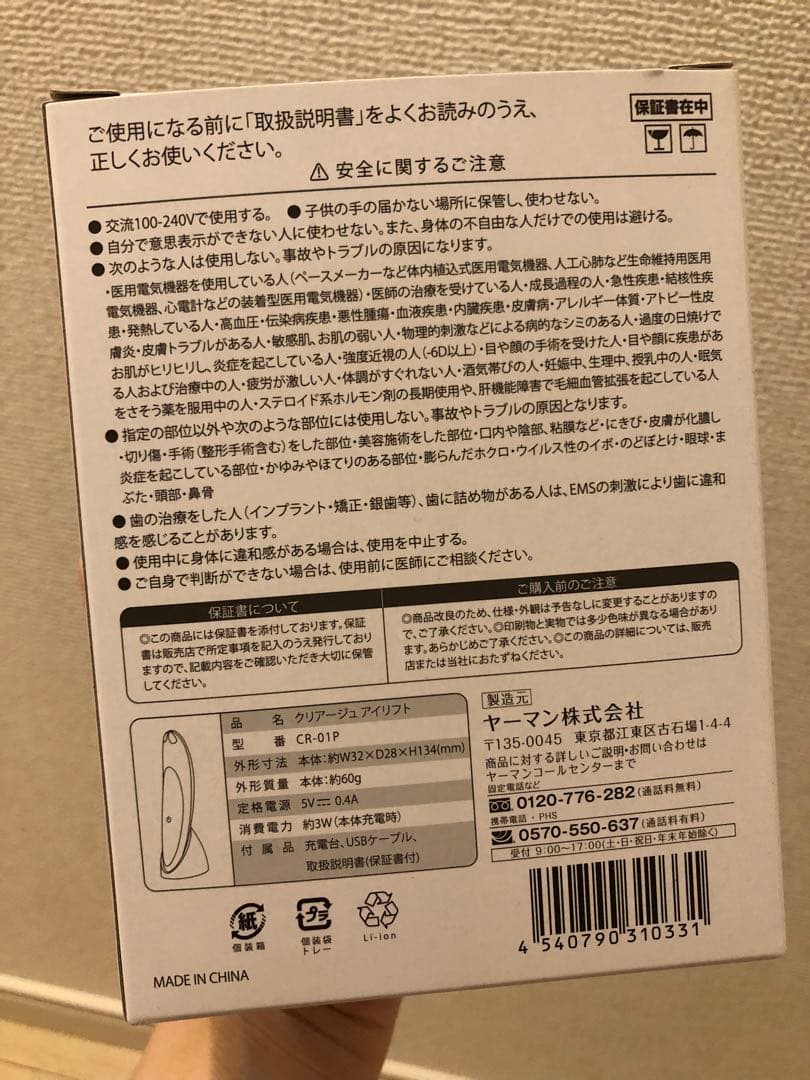 ご使用になる前に「取扱説明書」をよくお読みのうえ、
正しくお使いください。
保証書在中
⚠ 安全に関するご注意
● 交流100-240Vで使用する。 ● 子供の手の届かない場所に保管し、使わせない。
● 自分で意思表示ができない人に使わせない。また、身体の不自由な人だけでの使用は避ける。
● 次のような人は使用しない。事故やトラブルの原因になります。
・医用電気機器を使用している人(ペースメーカーなど体内植込式医用電気機器、人工心肺など生命維持用医用
電気機器、心電計などの装着型医用電気機器)・医師の治療を受けている人・成長過程の人・急性疾患・結核性疾
患・発熱している人・高血圧・伝染病疾患・悪性腫瘍・血液疾患・内臓疾患・皮膚病・アレルギー体質・アトピー性皮
膚炎・皮膚トラブルがある人・敏感肌、お肌の弱い人・物理的刺激などによる病的なシミのある人・過度の日焼けで
お肌がヒリヒリし、炎症を起こしている人・強度近視の人(-6D以上)・目や顔の手術を受けた人・目や顔に疾患があ
る人および治療中の人・疲労が激しい人・体調がすぐれない人・酒気帯びの人・妊娠中、生理中、授乳中の人・眠気
をさそう薬を服用中の人・ステロイド系ホルモン剤の長期使用や、肝機能障害で毛細血管拡張を起こしている人
● 指定の部位以外や次のような部位には使用しない。事故やトラブルの原因となります。
・切り傷・手術(整形手術含む)をした部位・美容施術をした部位・口内や陰部、粘膜など・にきび・皮膚が化膿し
炎症を起こしている部位・かゆみやほてりのある部位・膨らんだホクロ・ウイルス性のイボ・のどぼとけ・眼球・ま
ぶた・頭部・鼻骨
● 歯の治療をした人(インプラント・矯正・銀歯等)、歯に詰め物がある人は、EMSの刺激により歯に違和
感を感じることがあります。
● 使用中に身体に違和感がある場合は、使用を中止する。
● ご自身で判断ができない場合は、使用前に医師にご相談ください。
保証書について
◎この商品には保証書を添付しております。保証
書は販売店で所定事項を記入のうえ発行しており
ますので、記載内容をご確認いただき大切に保管
してください。
ご購入前のご注意
◎商品改良のため、仕様・外観は予告なしに変更することがありますの
で、ご了承ください。◎印刷物と実物では多少色味が異なる場合があり
ます。あらかじめご了承ください。◎この商品の詳細については、販売
店または当社におたずねください。
品 名 クリアージュ アイリフト
型 番 CR-01P
外形寸法 本体:約W32×D28×H134(mm)
外形質量 本体:約60g
定格電源 5V⎓ 0.4A
消費電力 約3W(本体充電時)
付属品 充電台、USBケーブル、
取扱説明書(保証書付)
製造元
ヤーマン株式会社
〒135-0045 東京都江東区古石場1-4-4
商品に対する詳しいご説明・お問い合わせは
ヤーマンコールセンターまで
固定電話など
0120-776-282(通話料無料)
携帯電話・PHS
0570-550-637(通話料有料)
受付 9:00~17:00(土・日・祝日・年末年始除く)
紙
個装箱
プラ
個装袋
トレー
Li-ion
4 540790 310331
MADE IN CHINA